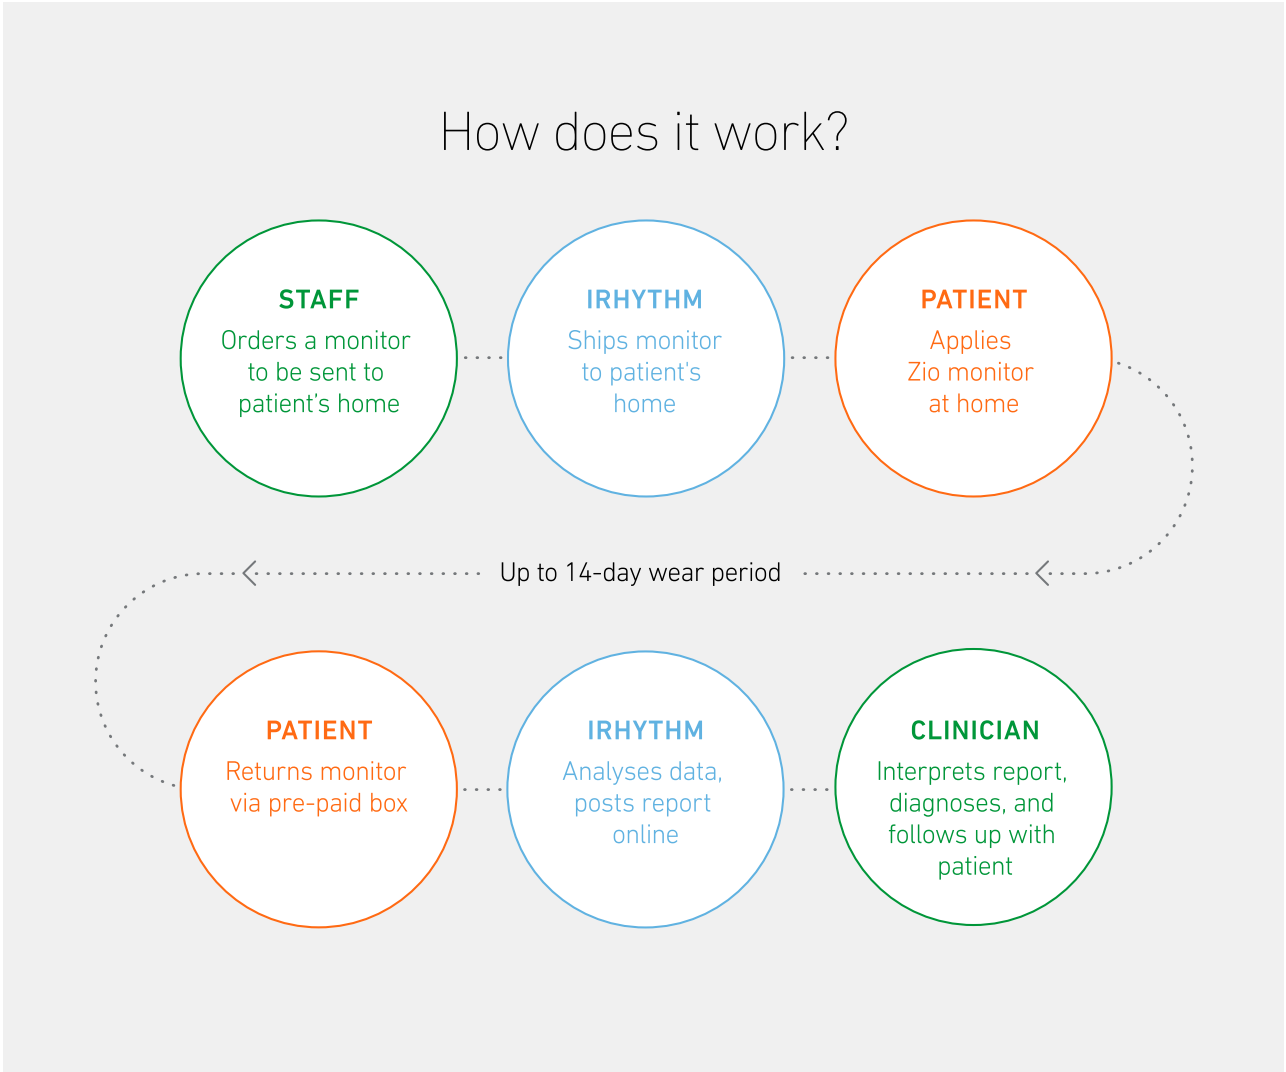 How does it work?
STAFF
Orders a monitor
to be sent to
patient’s home
IRHYTHM
Ships monitor
to patient's
home
PATIENT
Applies
Zio monitor
at home
Up to 14-day wear period
PATIENT
Returns monitor
via pre-paid box
IRHYTHM
Analyses data,
posts report
online
CLINICIAN
Interprets report,
diagnoses, and
follows up with
patient